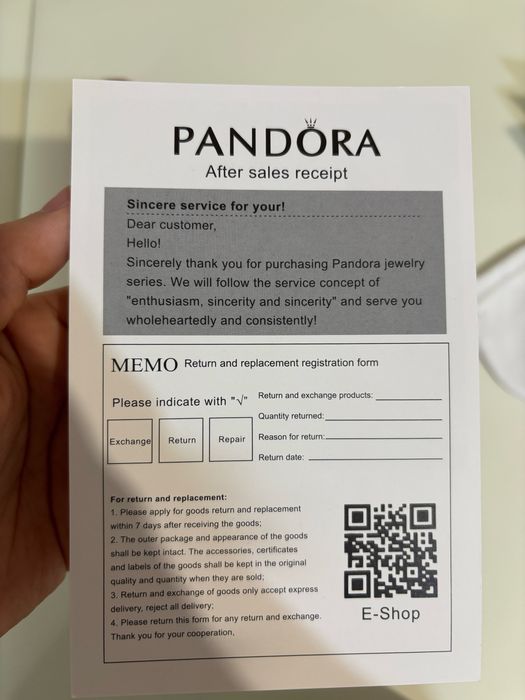 PANDORA
After sales receipt
Sincere service for your!
Dear customer,
Hello!
Sincerely thank you for purchasing Pandora jewelry
series. We will follow the service concept of
"enthusiasm, sincerity and sincerity" and serve you
wholeheartedly and consistently!
MEMO Return and replacement registration form
Please indicate with "√"
Exchange Return Repair
Return and exchange products:
Quantity returned:
Reason for return:
Return date:
For return and replacement:
1. Please apply for goods return and replacement
within 7 days after receiving the goods;
2. The outer package and appearance of the goods
shall be kept intact. The accessories, certificates
and labels of the goods shall be kept in the original
quality and quantity when they are sold;
3. Return and exchange of goods only accept express
delivery, reject all delivery;
4. Please return this form for any return and exchange.
Thank you for your cooperation,
E-Shop